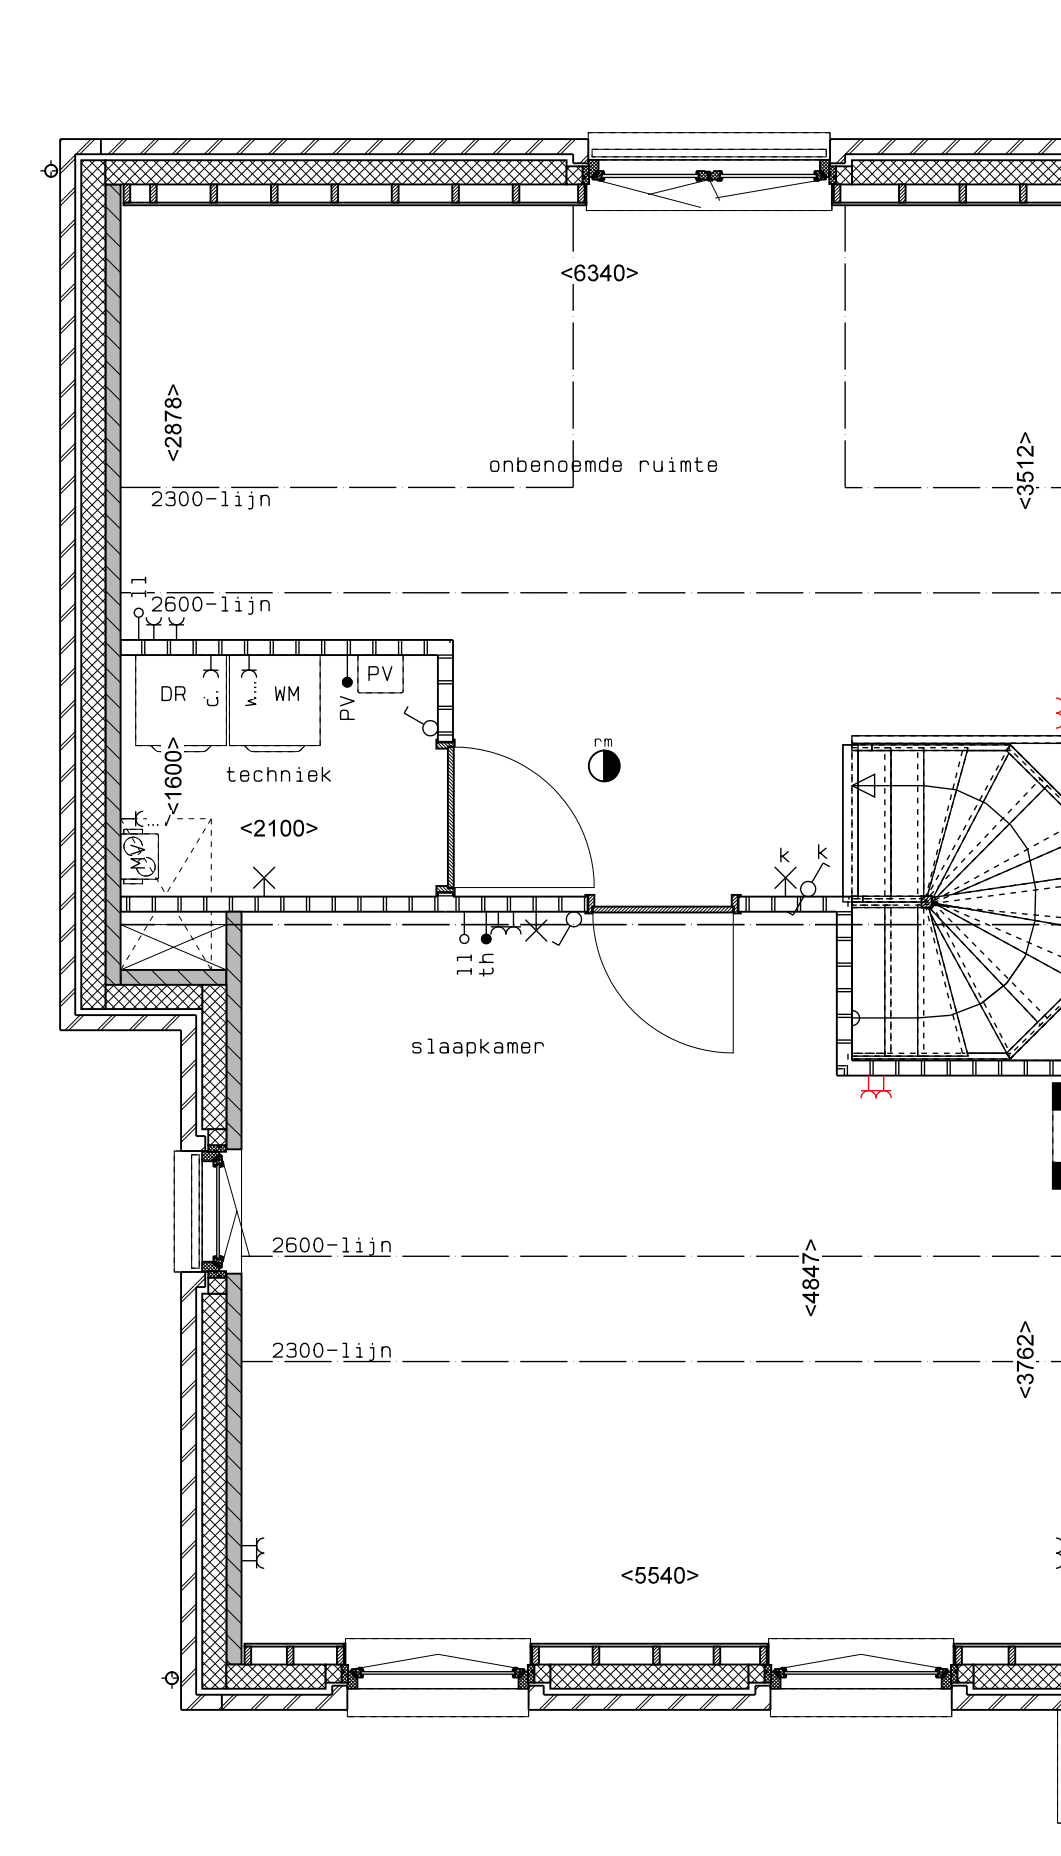 <6340>
<2878>
<3512>
onbenoemde ruimte
2300-lijn
ll
2600-lijn
DR
c.
w...
WM
PV
PV
rm
techniek
<1600>
<2100>
MV
k
k
ll
th
slaapkamer
2600-lijn
<4847>
2300-lijn
<3762>
<5540>